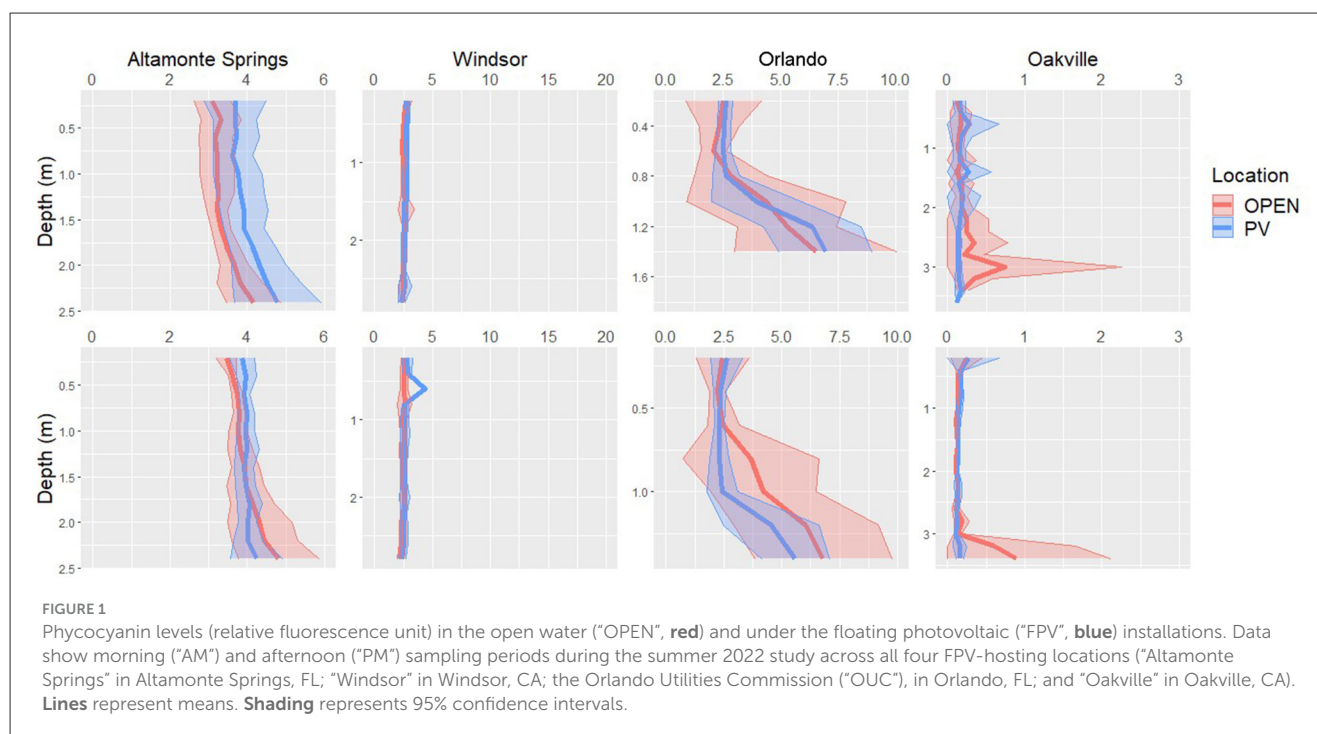 Altamonte Springs Windsor Orlando Oakville
0 2 4 6 0 5 10 15 20 0.0 2.5 5.0 7.5 10.0 0 1 2 3
Depth (m)
0.5
1.0
1.5
2.0
2.5
1
2
0.4
0.8
1.2
1.6
1
2
3
Location
OPEN
PV
0 2 4 6 0 5 10 15 20 0.0 2.5 5.0 7.5 10.0 0 1 2 3
Depth (m)
0.5
1.0
1.5
2.0
2.5
1
2
0.5
1.0
1
2
3
FIGURE 1
Phycocyanin levels (relative fluorescence unit) in the open water (“OPEN”, red) and under the floating photovoltaic (“FPV”, blue) installations. Data
show morning (“AM”) and afternoon (“PM”) sampling periods during the summer 2022 study across all four FPV-hosting locations (“Altamonte
Springs” in Altamonte Springs, FL; “Windsor” in Windsor, CA; the Orlando Utilities Commission (“OUC”), in Orlando, FL; and “Oakville” in Oakville, CA).
Lines represent means. Shading represents 95% confidence intervals.